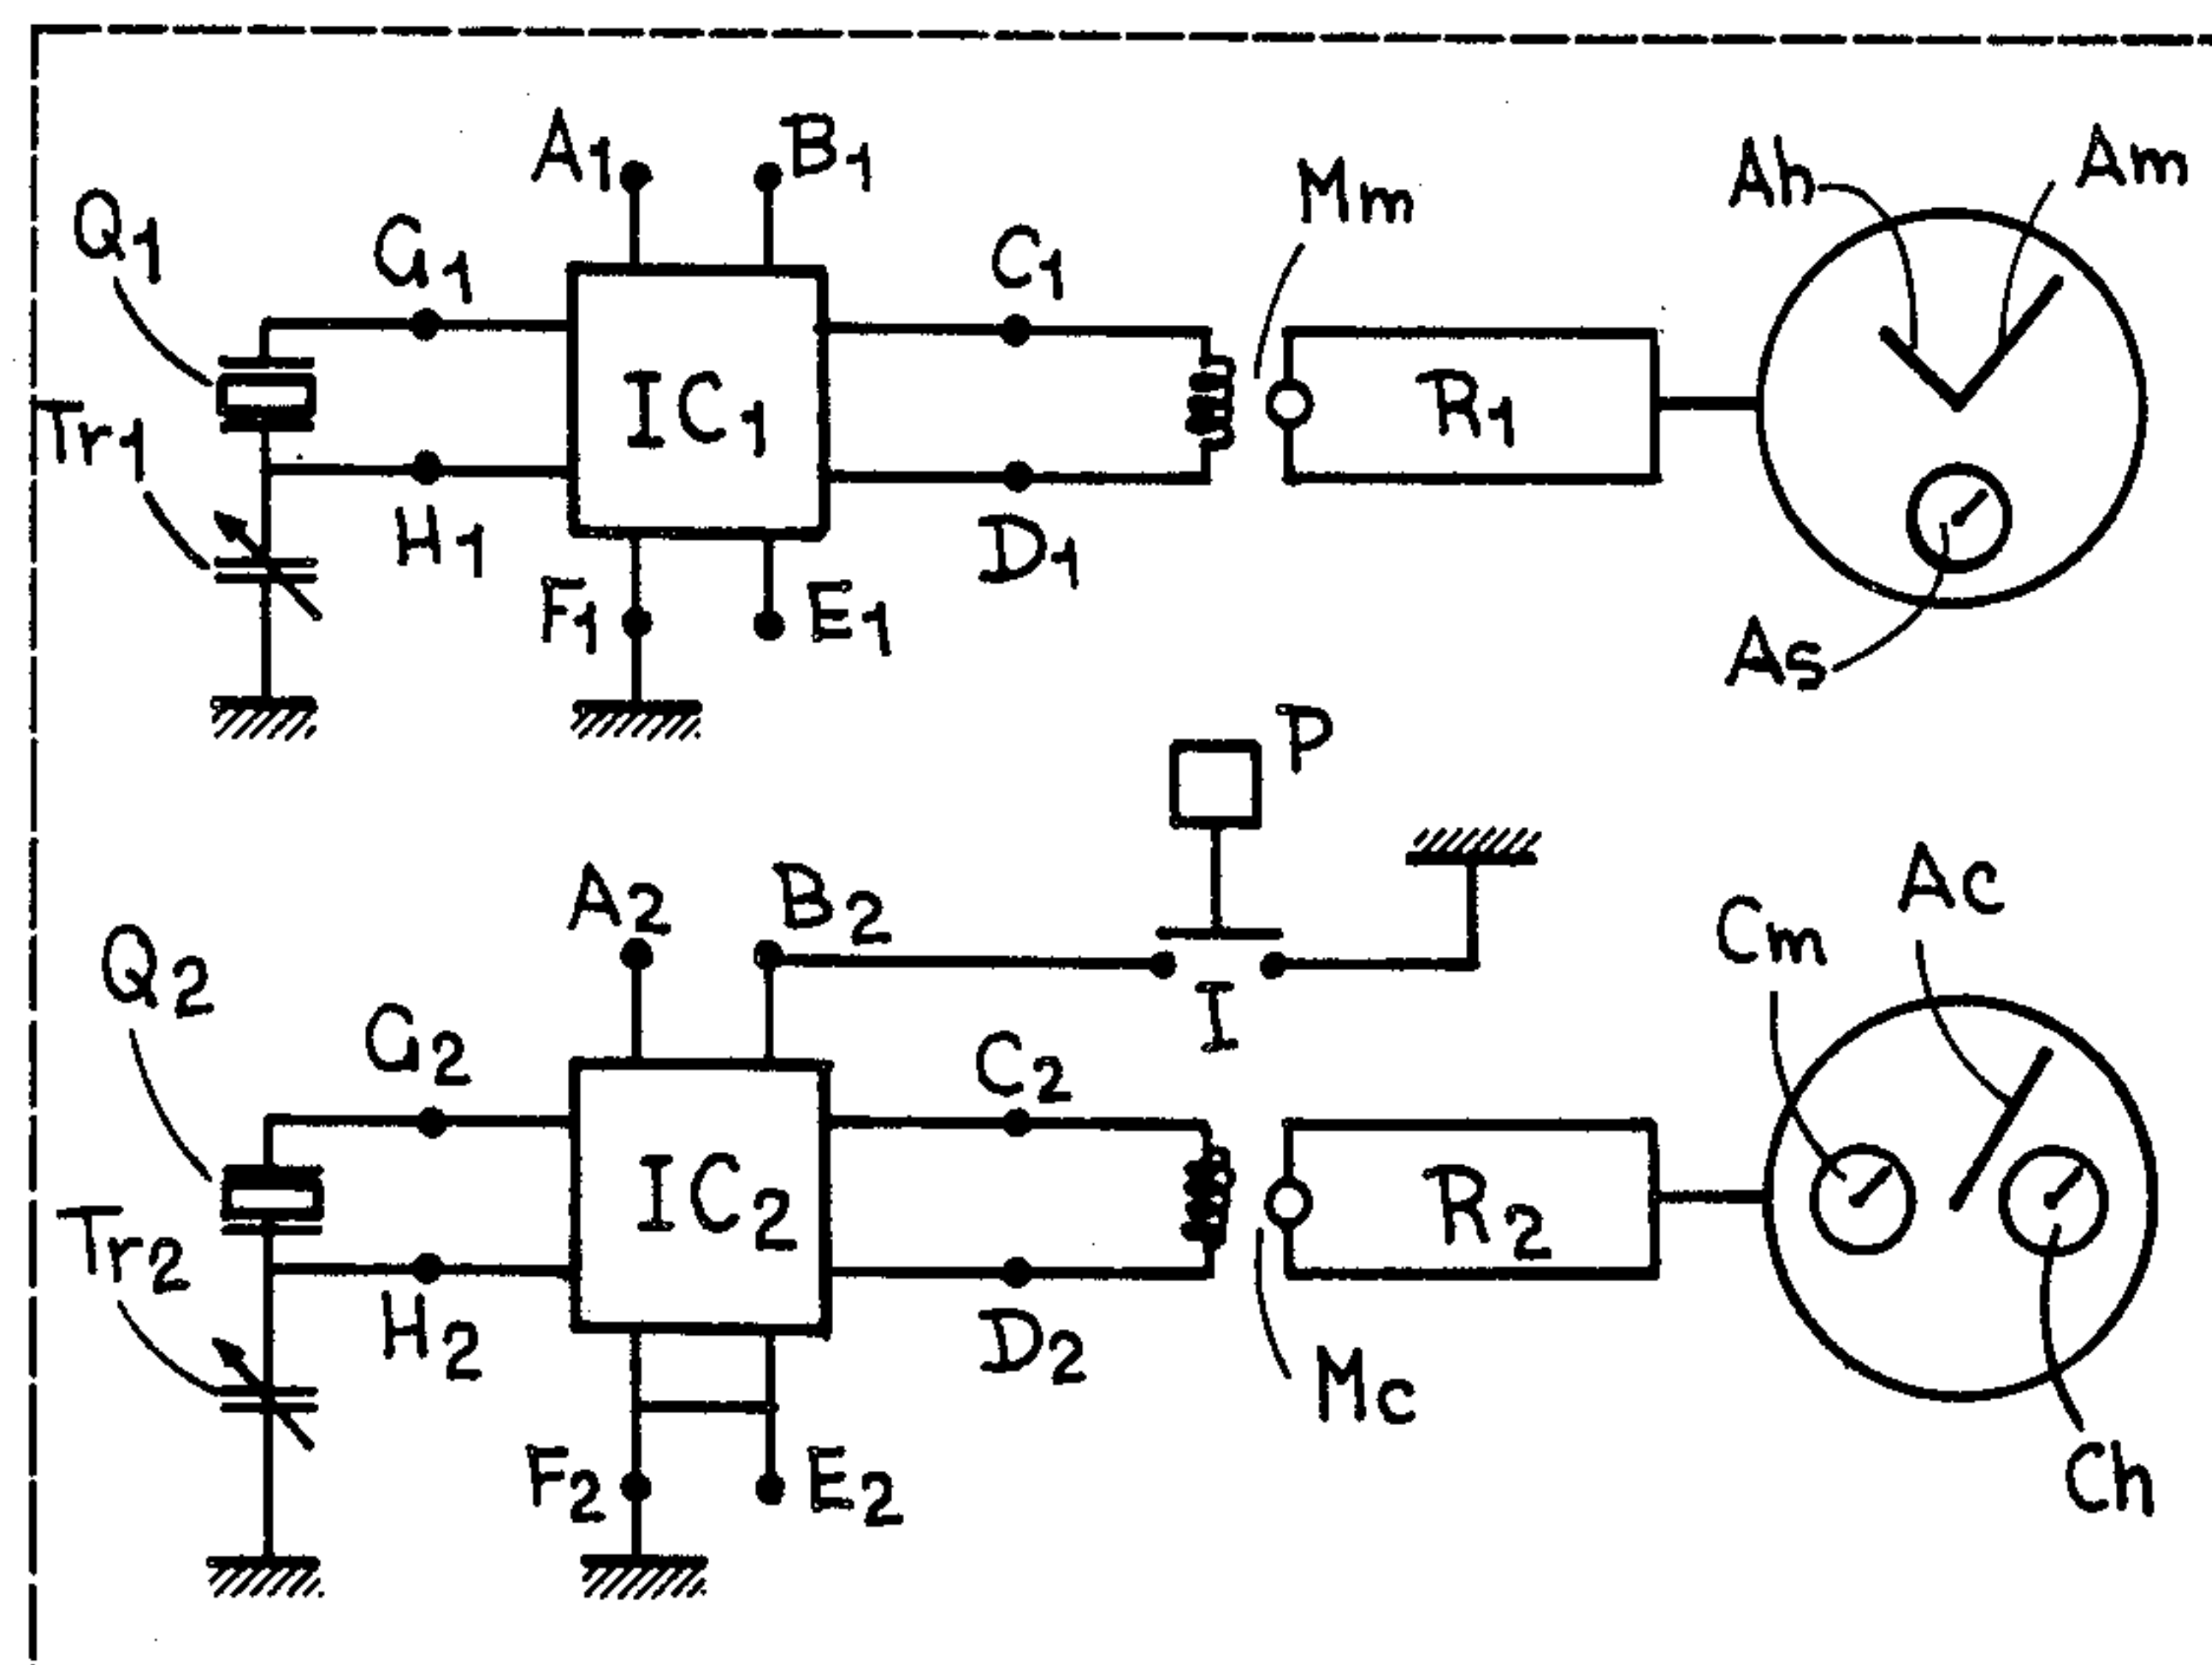 A1 B1
Q1 G1 C1 Mm Ah Am
Tr1 IC1 R1
H1 D1
F1 E1 As
P
A2 B2 Cm AC
Q2 G2 C2 I
Tr2 IC2 R2
H2 D2 Mc
F2 E2 Ch